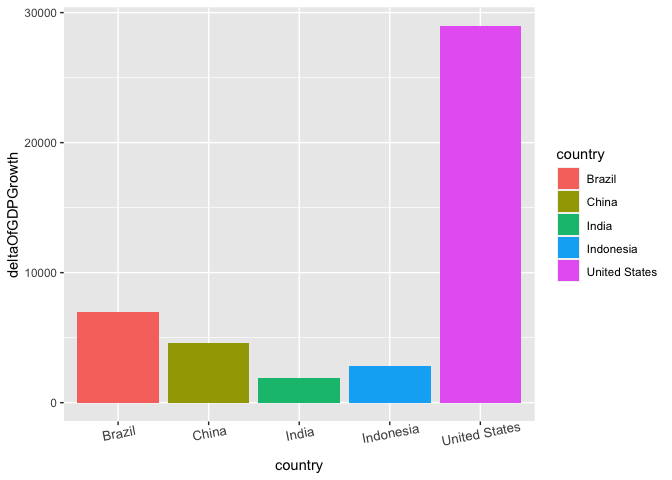 30000
20000
10000
0
deltaOfGDPGrowth
Brazil
China
India
Indonesia
United States
country
country
Brazil
China
India
Indonesia
United States